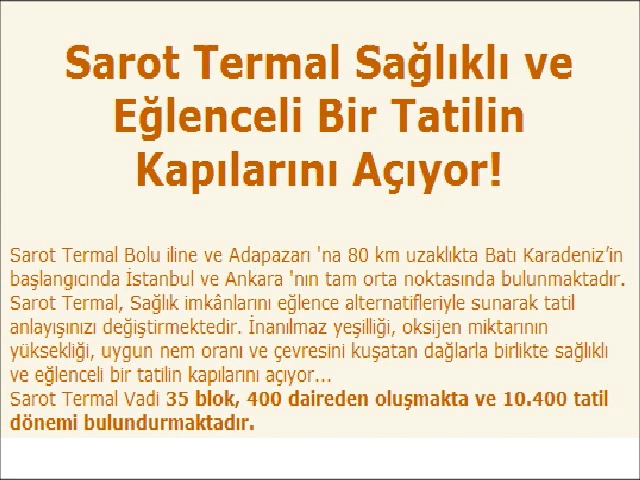 Sarot Termal Sağlıklı ve
Eğlenceli Bir Tatilin
Kapılarını Açıyor!
Sarot Termal Bolu iline ve Adapazarı 'na 80 km uzaklıkta Batı Karadeniz’in
başlangıcında İstanbul ve Ankara 'nın tam orta noktasında bulunmaktadır.
Sarot Termal, Sağlık imkânlarını eğlence alternatifleriyle sunarak tatil
anlayışınızı değiştirmektedir. İnanılmaz yeşilliği, oksijen miktarının
yüksekliği, uygun nem oranı ve çevresini kuşatan dağlarla birlikte sağlıklı
ve eğlenceli bir tatilin kapılarını açıyor...
Sarot Termal Vadi 35 blok, 400 daireden oluşmakta ve 10.400 tatil
dönemi bulundurmaktadır.